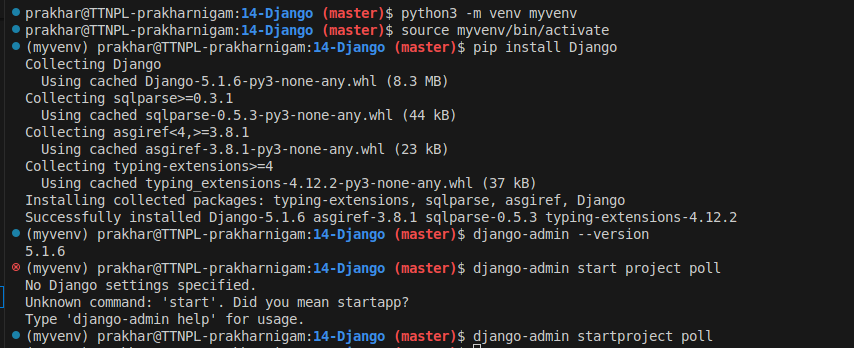 prakhar@TTNPL-prakharnigam:14-Django (master)$ python3 -m venv myvenv
prakhar@TTNPL-prakharnigam:14-Django (master)$ source myvenv/bin/activate
(myvenv) prakhar@TTNPL-prakharnigam:14-Django (master)$ pip install Django
Collecting Django
  Using cached Django-5.1.6-py3-none-any.whl (8.3 MB)
Collecting sqlparse>=0.3.1
  Using cached sqlparse-0.5.3-py3-none-any.whl (44 kB)
Collecting asgiref<4,>=3.8.1
  Using cached asgiref-3.8.1-py3-none-any.whl (23 kB)
Collecting typing-extensions>=4
  Using cached typing_extensions-4.12.2-py3-none-any.whl (37 kB)
Installing collected packages: typing-extensions, sqlparse, asgiref, Django
Successfully installed Django-5.1.6 asgiref-3.8.1 sqlparse-0.5.3 typing-extensions-4.12.2
(myvenv) prakhar@TTNPL-prakharnigam:14-Django (master)$ django-admin --version
5.1.6
(myvenv) prakhar@TTNPL-prakharnigam:14-Django (master)$ django-admin start project poll
No Django settings specified.
Unknown command: 'start'. Did you mean startapp?
Type 'django-admin help' for usage.
(myvenv) prakhar@TTNPL-prakharnigam:14-Django (master)$ django-admin startproject poll